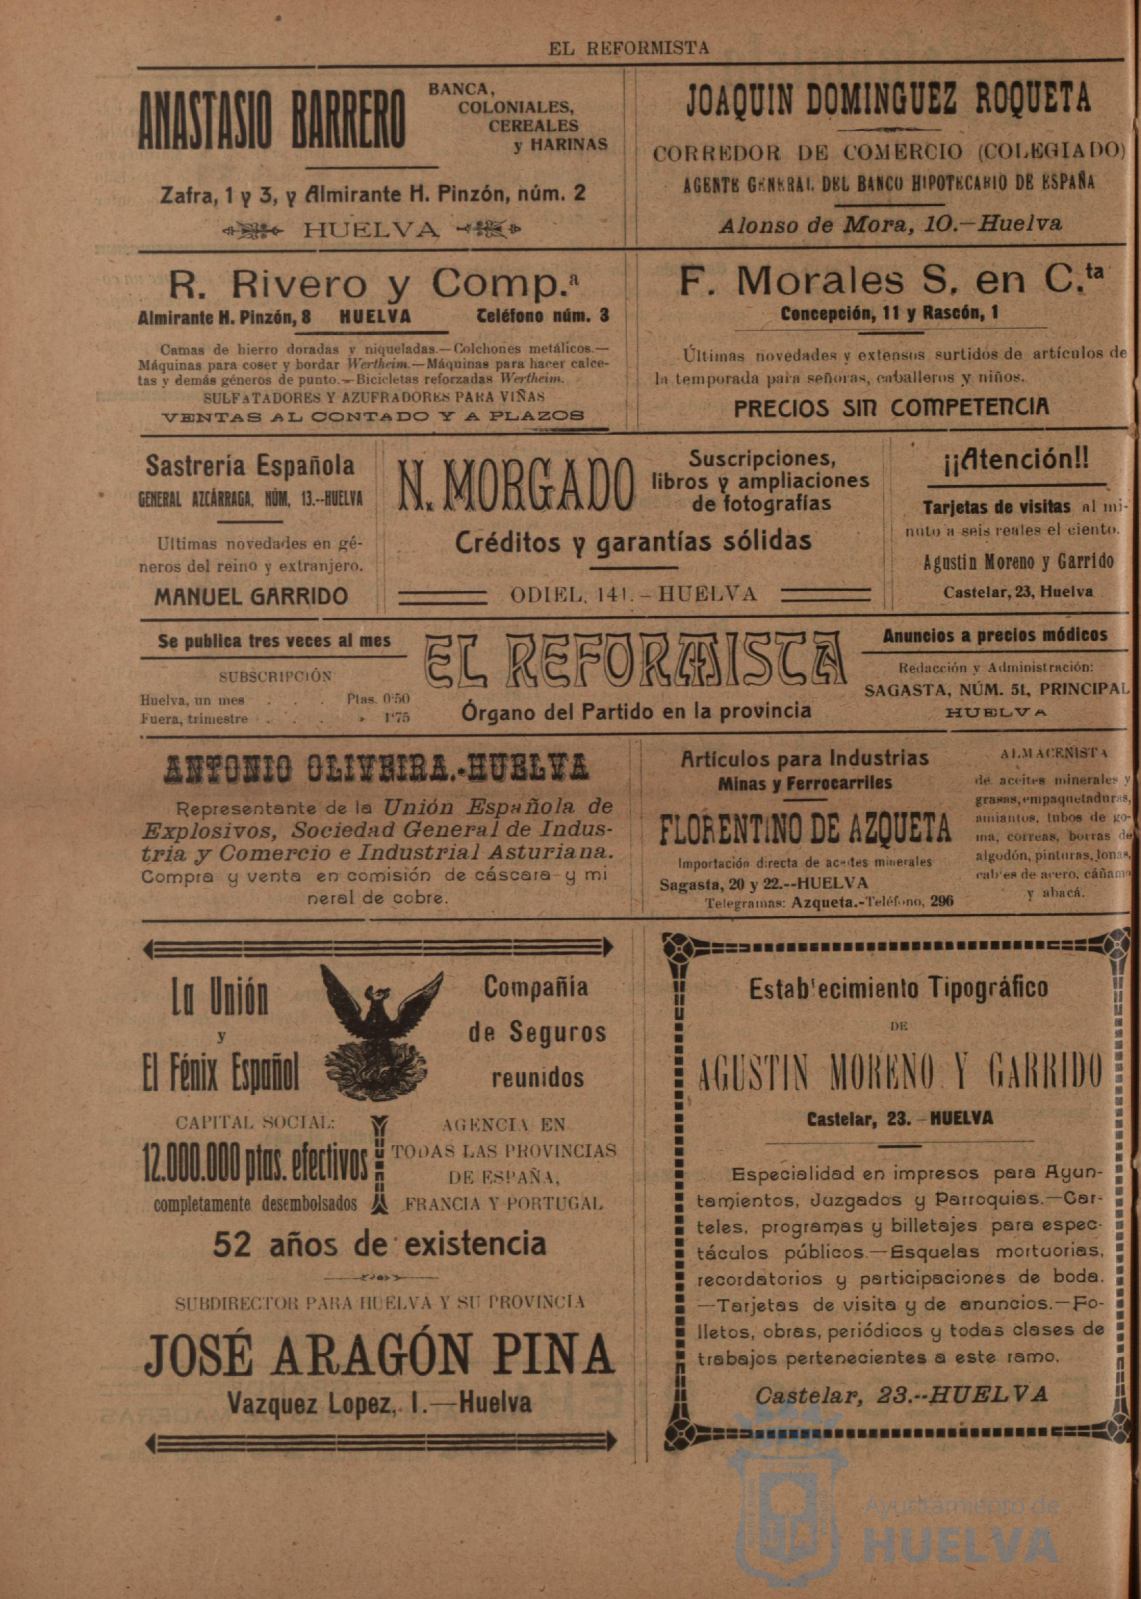 EL REFORMISTA
ANASTASIO BARRERO
BANCA,
COLONIALES,
CEREALES
y HARINAS
Zafra, 1 y 3, y Almirante H. Pinzón, núm. 2
HUELVA
JOAQUIN DOMINGUEZ ROQUETA
CORREDOR DE COMERCIO (COLEGIADO)
AGENTE GENERAL DEL BANCO HIPOTECARIO DE ESPAÑA
Alonso de Mora, 10.—Huelva
R. Rivero y Comp.ª
Almirante H. Pinzón, 8 HUELVA Teléfono núm. 3
Camas de hierro doradas y niqueladas.—Colchones metálicos.—
Máquinas para coser y bordar Wertheim.—Máquinas para hacer calce-
tas y demás géneros de punto.—Bicicletas reforzadas Wertheim.
SULFATADORES Y AZUFRADORES PARA VIÑAS
VENTAS AL CONTADO Y A PLAZOS
F. Morales S. en C.ta
Concepción, 11 y Rascón, 1
Últimas novedades y extensos surtidos de artículos de
la temporada para señoras, caballeros y niños.
PRECIOS SIN COMPETENCIA
Sastrería Española
GENERAL AZCÁRRAGA, NÚM, 13.--HUELVA
Ultimas novedades en gé-
neros del reino y extranjero.
MANUEL GARRIDO
N. MORGADO
Suscripciones,
libros y ampliaciones
de fotografías
Créditos y garantías sólidas
ODIEL, 141.—HUELVA
¡¡Atención!!
Tarjetas de visitas al mi-
nuto a seis reales el ciento.
Agustin Moreno y Garrido
Castelar, 23, Huelva
Se publica tres veces al mes
SUBSCRIPCIÓN
Huelva, un mes . . . Ptas. 0'50
Fuera, trimestre . . . » 1'75
EL REFORMISTA
Órgano del Partido en la provincia
Anuncios a precios módicos
Redacción y Administración:
SAGASTA, NÚM. 51, PRINCIPAL
HUELVA
ANTONIO OLIVEIRA.-HUELVA
Representante de la Unión Española de
Explosivos, Sociedad General de Indus-
tria y Comercio e Industrial Asturiana.
Compra y venta en comisión de cáscara y mi
neral de cobre.
Artículos para Industrias
Minas y Ferrocarriles
FLORENTINO DE AZQUETA
Importación directa de aceites minerales
Sagasta, 20 y 22.--HUELVA
Telegramas: Azqueta.-Teléfono, 296
ALMACENISTA
de aceites minerales y
grasas, empaquetaduras,
amiantos, tubos de go-
ma, correas, borras de
algodón, pinturas, lonas,
cables de acero, cáñamo
y abacá.
La Unión
y
El Fénix Español
Compañía
de Seguros
reunidos
CAPITAL SOCIAL:
12.000.000 ptas. efectivos
completamente desembolsados
AGENCIA EN
TODAS LAS PROVINCIAS
DE ESPAÑA,
FRANCIA Y PORTUGAL
52 años de existencia
SUBDIRECTOR PARA HUELVA Y SU PROVINCIA
JOSÉ ARAGÓN PINA
Vazquez Lopez, 1.—Huelva
Establecimiento Tipográfico
DE
AGUSTIN MORENO Y GARRIDO
Castelar, 23.—HUELVA
Especialidad en impresos para Ayun-
tamientos, Juzgados y Parroquias.—Car-
teles, programas y billetajes para espec-
táculos públicos.—Esquelas mortuorias,
recordatorios y participaciones de boda.
—Tarjetas de visita y de anuncios.—Fo-
lletos, obras, periódicos y todas clases de
trabajos pertenecientes a este ramo.
Castelar, 23.--HUELVA
Ayuntamiento de
HUELVA